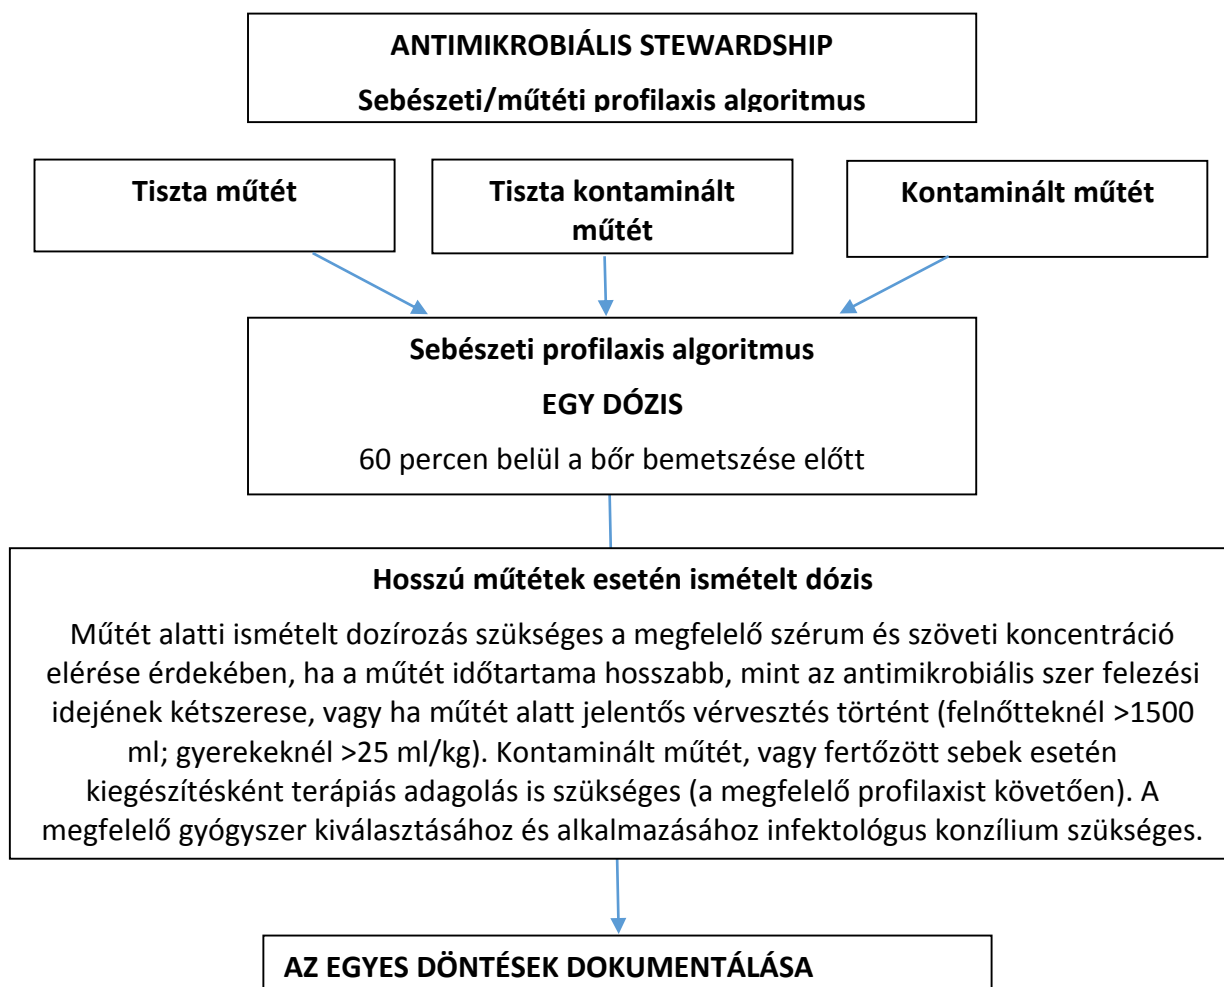 ANTIMIKROBIÁLIS STEWARDSHIP
Sebészeti/műtéti profilaxis algoritmus
Tiszta műtét
Tiszta kontaminált
műtét
Kontaminált műtét
Sebészeti profilaxis algoritmus
EGY DÓZIS
60 percen belül a bőr bemetszése előtt
Hosszú műtétek esetén ismételt dózis
Műtét alatti ismételt dozírozás szükséges a megfelelő szérum és szöveti koncentráció
elérése érdekében, ha a műtét időtartama hosszabb, mint az antimikrobiális szer felezési
idejének kétszerese, vagy ha műtét alatt jelentős vérvesztés történt (felnőtteknél >1500
ml; gyerekeknél >25 ml/kg). Kontaminált műtét, vagy fertőzött sebek esetén
kiegészítésként terápiás adagolás is szükséges (a megfelelő profilaxist követően). A
megfelelő gyógyszer kiválasztásához és alkalmazásához infektológus konzílium szükséges.
AZ EGYES DÖNTÉSEK DOKUMENTÁLÁSA